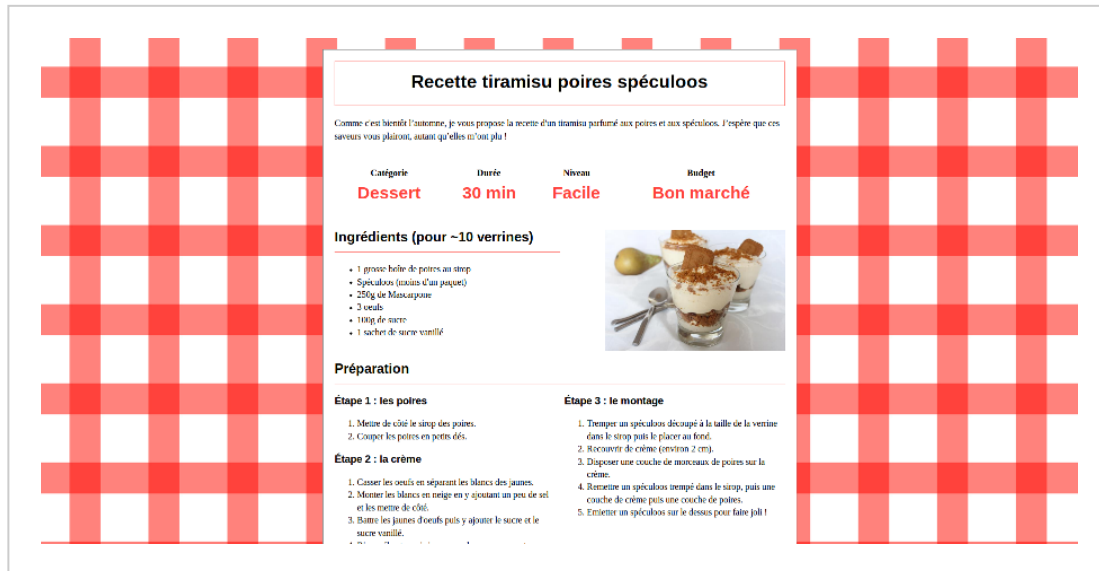 Recette tiramisu poires spéculoos
Comme c'est bientôt l'automne, je vous propose la recette d'un tiramisu parfumé aux poires et aux spéculoos. J'espère que ces
saveurs vous plairont, autant qu'elles m'ont plu !
Catégorie Durée Niveau Budget
Dessert 30 min Facile Bon marché
Ingrédients (pour ~10 verrines)
• 1 grosse boîte de poires au sirop
• Spéculoos (moins d'un paquet)
• 250g de Mascarpone
• 3 oeufs
• 100g de sucre
• 1 sachet de sucre vanillé
Préparation
Étape 1 : les poires
1. Mettre de côté le sirop des poires.
2. Couper les poires en petits dés.
Étape 2 : la crème
1. Casser les oeufs en séparant les blancs des jaunes.
2. Monter les blancs en neige en y ajoutant un peu de sel
et les mettre de côté.
3. Battre les jaunes d'oeufs puis y ajouter le sucre et le
sucre vanillé.
Étape 3 : le montage
1. Tremper un spéculoos découpé à la taille de la verrine
dans le sirop puis le placer au fond.
2. Recouvrir de crème (environ 2 cm).
3. Disposer une couche de morceaux de poires sur la
crème.
4. Remettre un spéculoos trempé dans le sirop, puis une
couche de crème puis une couche de poires.
5. Emietter un spéculoos sur le dessus pour faire joli !